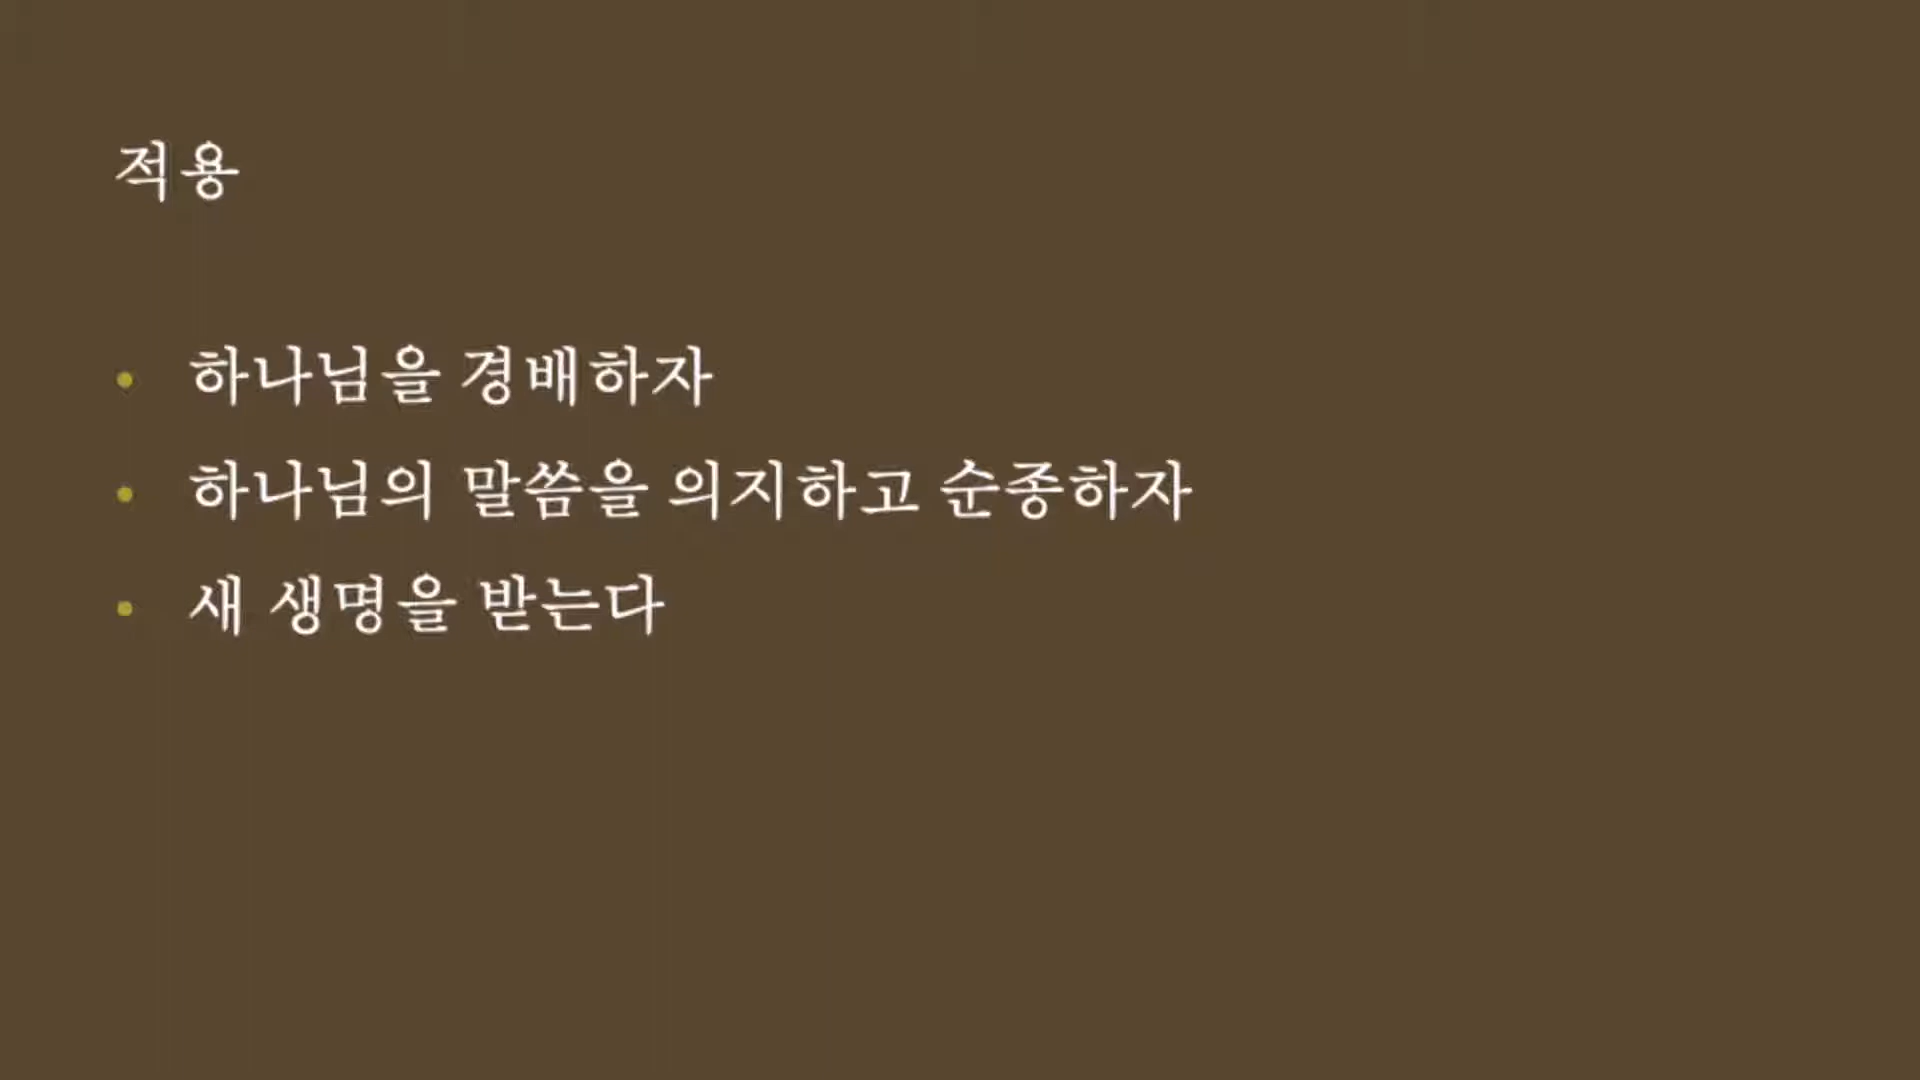 적용
• 하나님을 경배하자
• 하나님의 말씀을 의지하고 순종하자
• 새 생명을 받는다